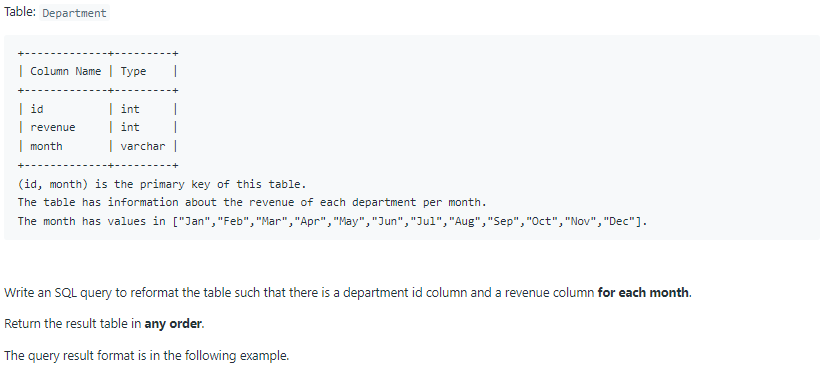 Table: Department
+-------------+---------+
| Column Name | Type    |
+-------------+---------+
| id          | int     |
| revenue     | int     |
| month       | varchar |
+-------------+---------+
(id, month) is the primary key of this table.
The table has information about the revenue of each department per month.
The month has values in ["Jan","Feb","Mar","Apr","May","Jun","Jul","Aug","Sep","Oct","Nov","Dec"].
Write an SQL query to reformat the table such that there is a department id column and a revenue column for each month.
Return the result table in any order.
The query result format is in the following example.